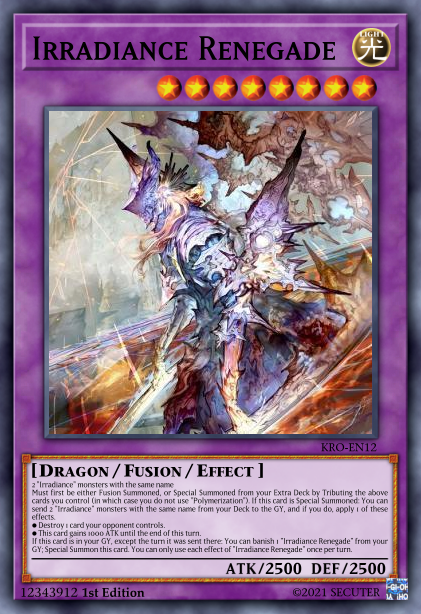 IRRADIANCE RENEGADE
LIGHT
光
KRO-EN12
[DRAGON / FUSION / EFFECT ]
2 "Irradiance" monsters with the same name
Must first be either Fusion Summoned, or Special Summoned from your Extra Deck by Tributing the above
cards you control (in which case you do not use "Polymerization"). If this card is Special Summoned: You can
send 2 "Irradiance" monsters with the same name from your Deck to the GY, and if you do, apply 1 of these
effects.
● Destroy 1 card your opponent controls.
● This card gains 1000 ATK until the end of this turn.
If this card is in your GY, except the turn it was sent there: You can banish 1 "Irradiance Renegade" from your
GY; Special Summon this card. You can only use each effect of "Irradiance Renegade" once per turn.
ATK/2500 DEF/2500
12343912 1st Edition
©2021 SECUTER